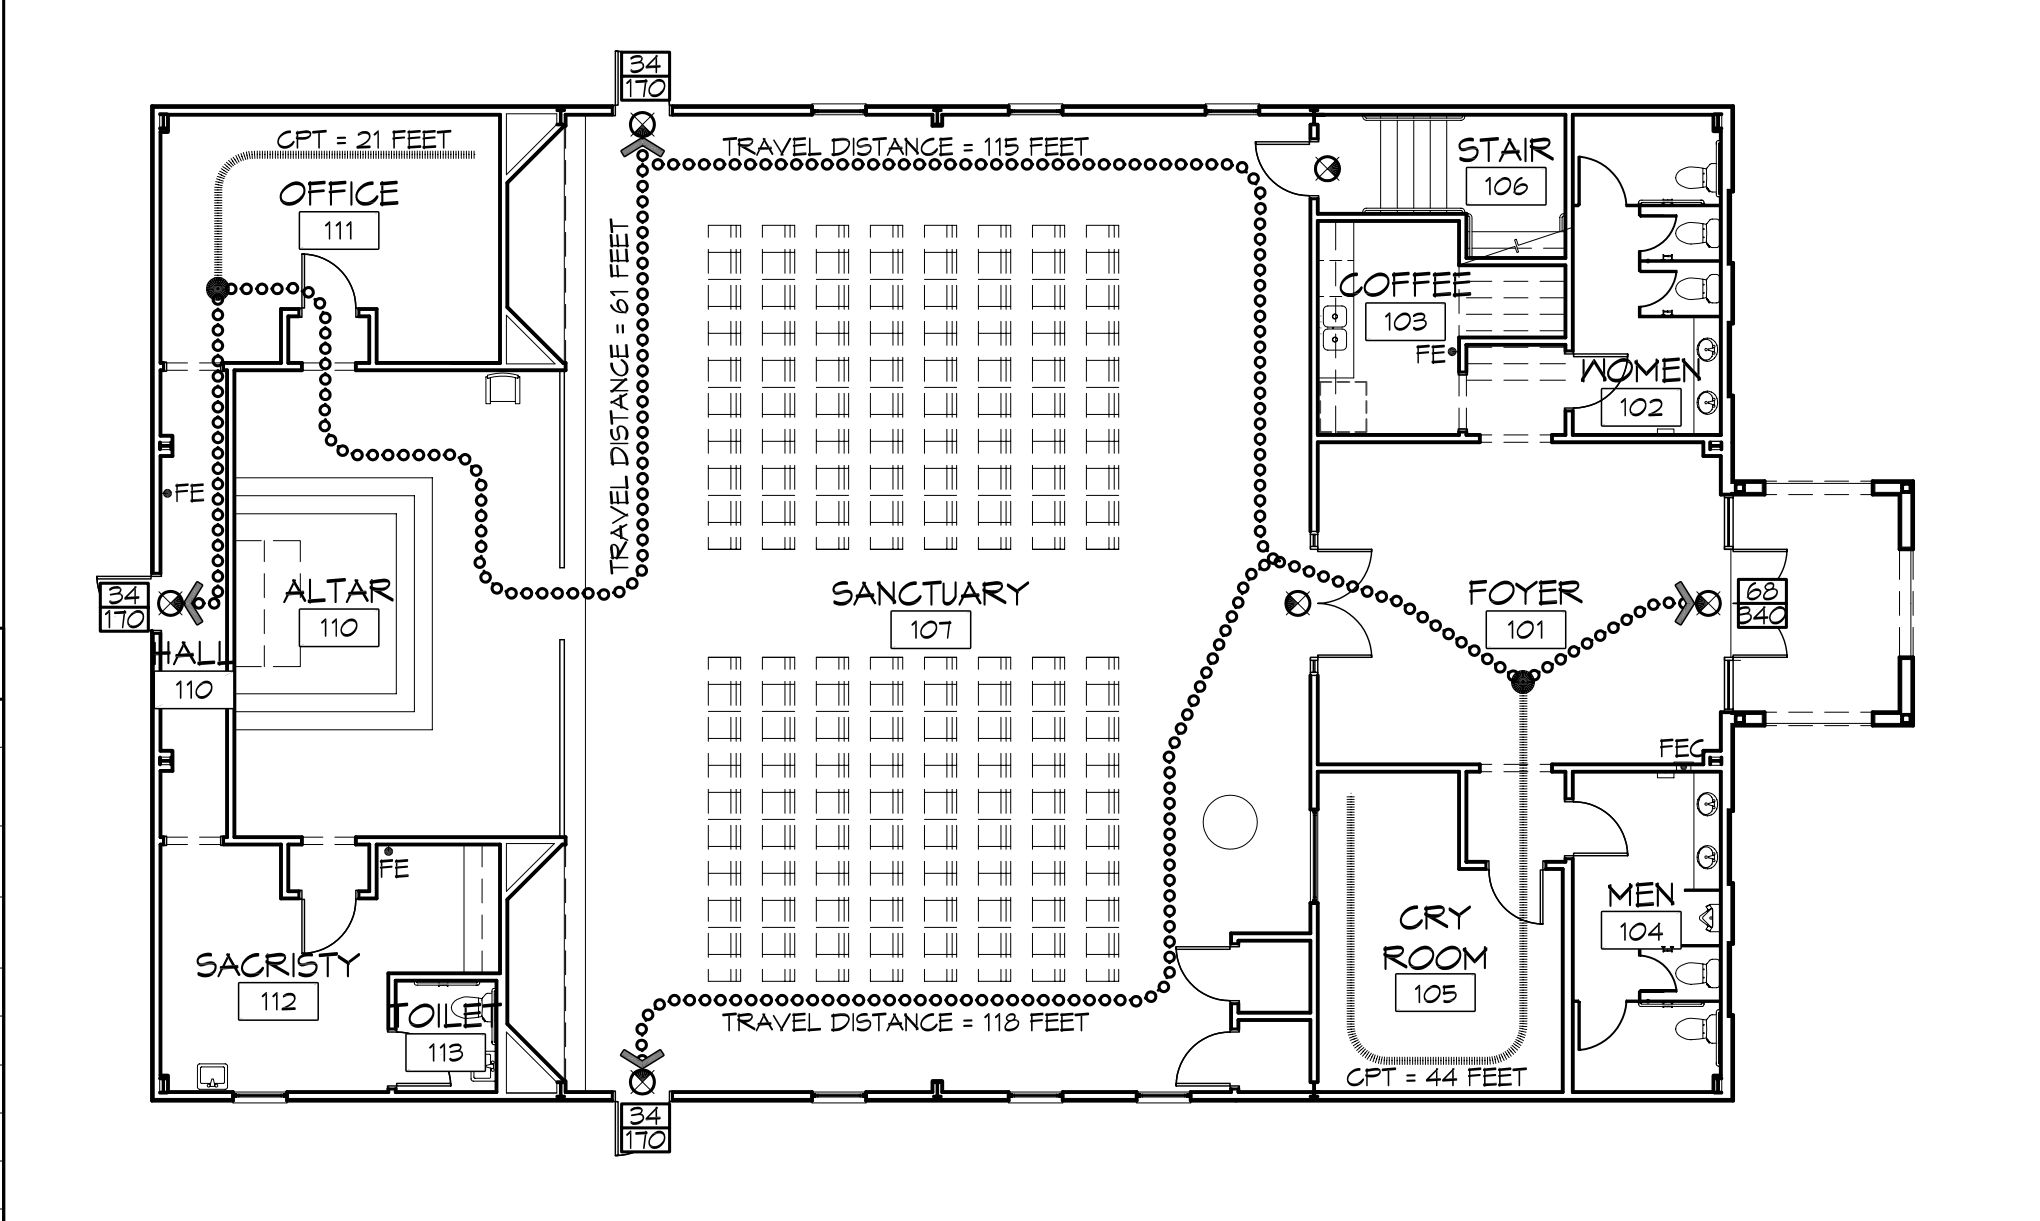 34
170
CPT = 21 FEET
OFFICE
111
TRAVEL DISTANCE = 115 FEET
STAIR
106
TRAVEL DISTANCE = 61 FEET
COFFEE
103
FE
WOMEN
102
FE
34
170
HALL
110
ALTAR
110
SANCTUARY
107
FOYER
101
68
340
FEC
FE
SACRISTY
112
TOILET
113
TRAVEL DISTANCE = 118 FEET
CRY
ROOM
105
CPT = 44 FEET
MEN
104
34
170